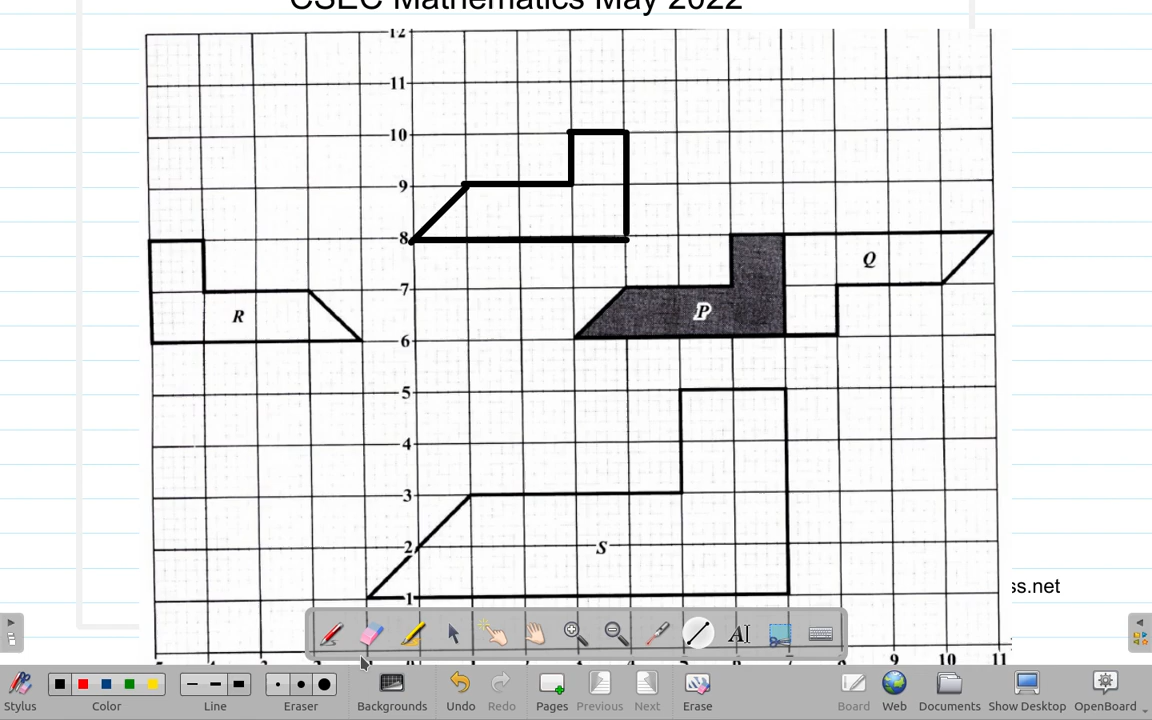 CSEC Mathematics May 2022
12
11
10
9
8
Q
7
R
P
6
5
4
3
2
S
1
ss.net
9
10
11
Stylus
Color
Line
Eraser
Backgrounds
Undo
Redo
Pages
Previous
Next
Erase
Board
Web
Documents
Show Desktop
OpenBoard